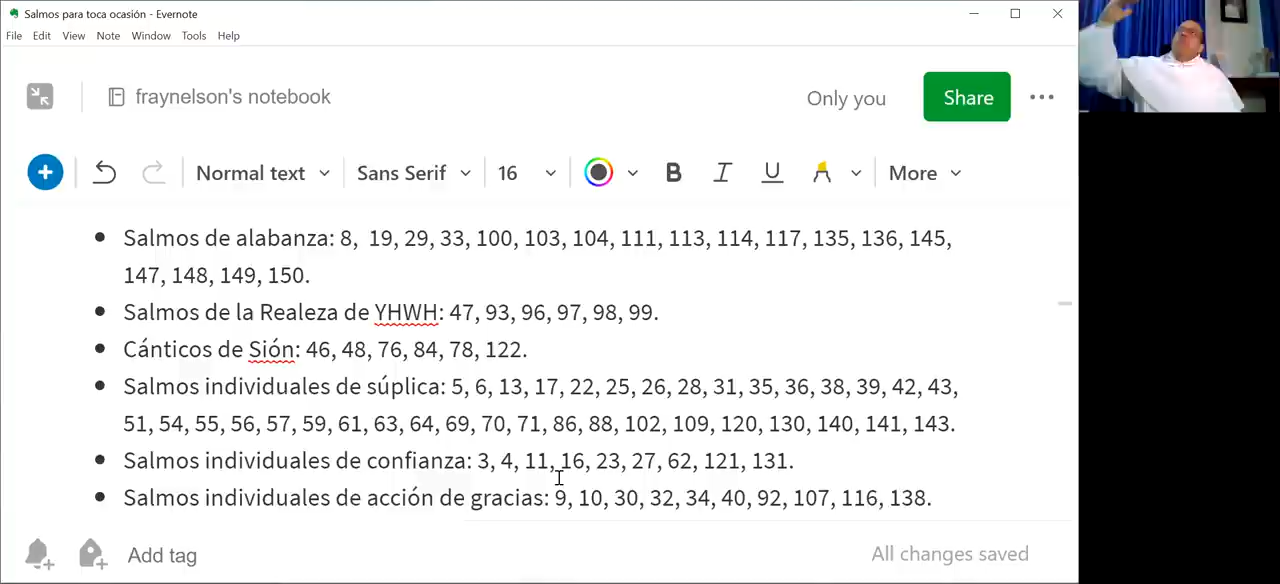 Salmos para toca ocasión - Evernote
File Edit View Note Window Tools Help
fraynelson's notebook
Only you
Share
Normal text
Sans Serif
16
B I U
More
• Salmos de alabanza: 8,  19, 29, 33, 100, 103, 104, 111, 113, 114, 117, 135, 136, 145,
147, 148, 149, 150.
• Salmos de la Realeza de YHWH: 47, 93, 96, 97, 98, 99.
• Cánticos de Sión: 46, 48, 76, 84, 78, 122.
• Salmos individuales de súplica: 5, 6, 13, 17, 22, 25, 26, 28, 31, 35, 36, 38, 39, 42, 43,
51, 54, 55, 56, 57, 59, 61, 63, 64, 69, 70, 71, 86, 88, 102, 109, 120, 130, 140, 141, 143.
• Salmos individuales de confianza: 3, 4, 11, 16, 23, 27, 62, 121, 131.
• Salmos individuales de acción de gracias: 9, 10, 30, 32, 34, 40, 92, 107, 116, 138.
Add tag
All changes saved